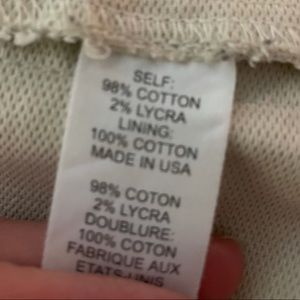 SELF:
98% COTTON
2% LYCRA
LINING:
100% COTTON
MADE IN USA
98% COTON
2% LYCRA
DOUBLURE:
100% COTON
FABRIQUE AUX
ETATS-UNIS